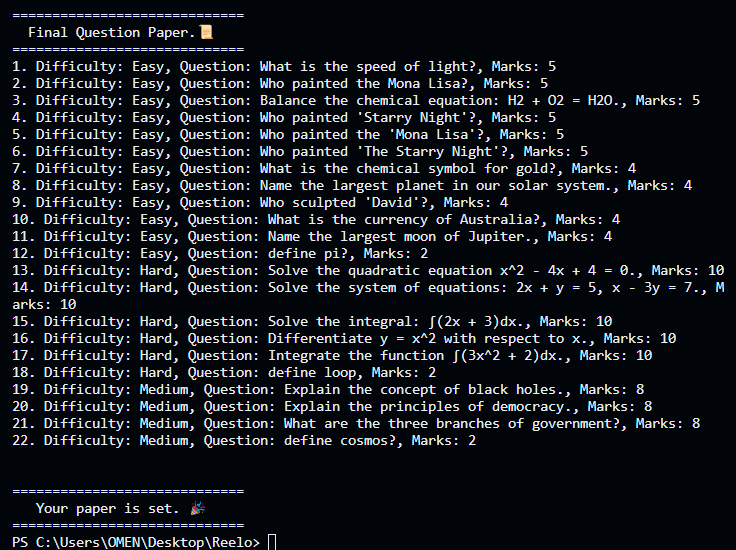 =============================
Final Question Paper.📜
=============================
1. Difficulty: Easy, Question: What is the speed of light?, Marks: 5
2. Difficulty: Easy, Question: Who painted the Mona Lisa?, Marks: 5
3. Difficulty: Easy, Question: Balance the chemical equation: H2 + O2 = H2O., Marks: 5
4. Difficulty: Easy, Question: Who painted 'Starry Night'?, Marks: 5
5. Difficulty: Easy, Question: Who painted the 'Mona Lisa'?, Marks: 5
6. Difficulty: Easy, Question: Who painted 'The Starry Night'?, Marks: 5
7. Difficulty: Easy, Question: What is the chemical symbol for gold?, Marks: 4
8. Difficulty: Easy, Question: Name the largest planet in our solar system., Marks: 4
9. Difficulty: Easy, Question: Who sculpted 'David'?, Marks: 4
10. Difficulty: Easy, Question: What is the currency of Australia?, Marks: 4
11. Difficulty: Easy, Question: Name the largest moon of Jupiter., Marks: 4
12. Difficulty: Easy, Question: define pi?, Marks: 2
13. Difficulty: Hard, Question: Solve the quadratic equation x^2 - 4x + 4 = 0., Marks: 10
14. Difficulty: Hard, Question: Solve the system of equations: 2x + y = 5, x - 3y = 7., M
arks: 10
15. Difficulty: Hard, Question: Solve the integral: ∫(2x + 3)dx., Marks: 10
16. Difficulty: Hard, Question: Differentiate y = x^2 with respect to x., Marks: 10
17. Difficulty: Hard, Question: Integrate the function ∫(3x^2 + 2)dx., Marks: 10
18. Difficulty: Hard, Question: define loop, Marks: 2
19. Difficulty: Medium, Question: Explain the concept of black holes., Marks: 8
20. Difficulty: Medium, Question: Explain the principles of democracy., Marks: 8
21. Difficulty: Medium, Question: What are the three branches of government?, Marks: 8
22. Difficulty: Medium, Question: define cosmos?, Marks: 2
=============================
Your paper is set. 🎉
=============================
PS C:\Users\OMEN\Desktop\Reelo>